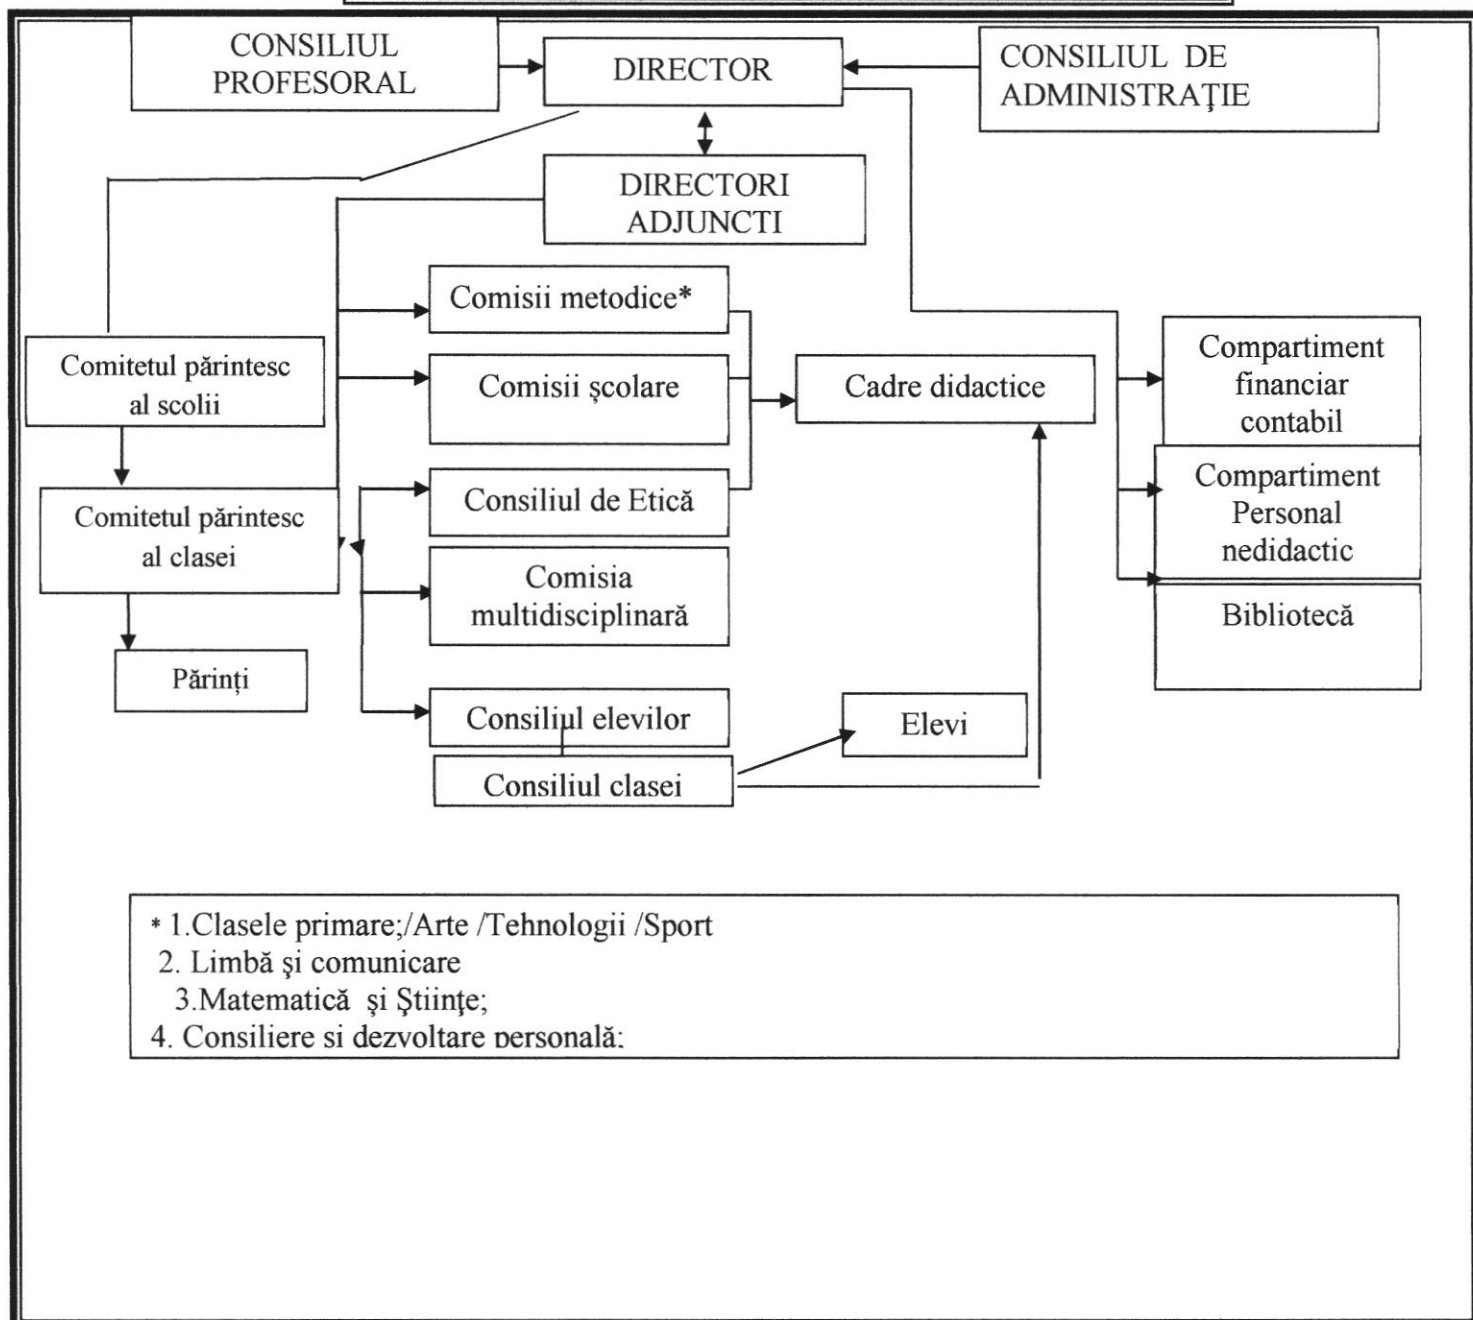 CONSILIUL
PROFESORAL
DIRECTOR
CONSILIUL DE
ADMINISTRAŢIE
DIRECTORI
ADJUNCTI
Comisii metodice*
Comitetul părintesc
al scolii
Comisii școlare
Cadre didactice
Compartiment
financiar
contabil
Comitetul părintesc
al clasei
Consiliul de Etică
Compartiment
Personal
nedidactic
Comisia
multidisciplinară
Bibliotecă
Părinți
Consiliul elevilor
Elevi
Consiliul clasei
* 1.Clasele primare;/Arte /Tehnologii /Sport
2. Limbă şi comunicare
3.Matematică şi Ştiinţe;
4. Consiliere si dezvoltare personală;